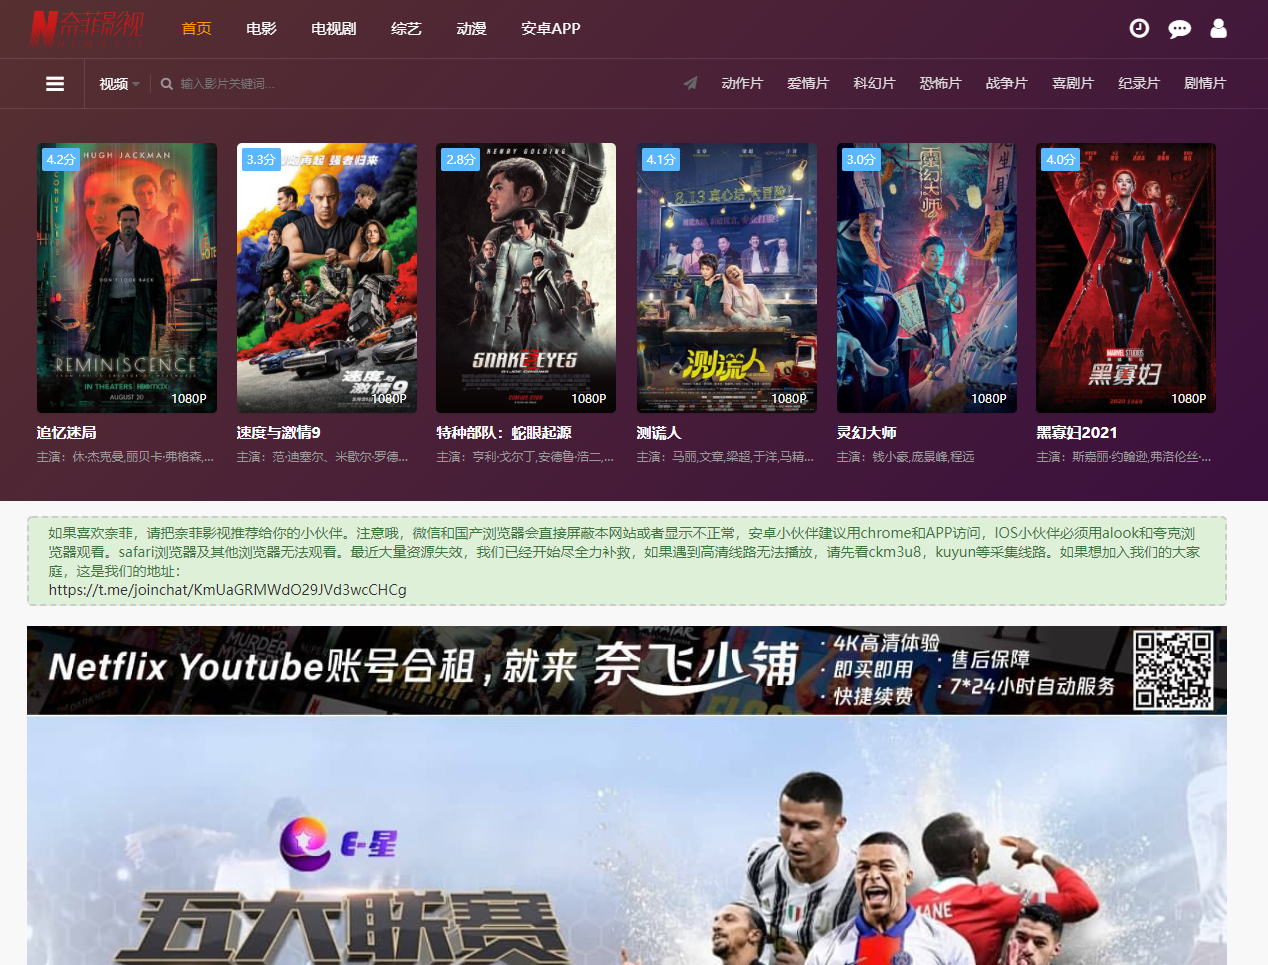 奈菲影视 首页 电影 电视剧 综艺 动漫 安卓APP
视频 输入影片关键词... 动作片 爱情片 科幻片 恐怖片 战争片 喜剧片 纪录片 剧情片
4.2分 HUGH JACKMAN
DON'T LOOK BACK
REMINISCENCE
IN THEATERS HBOmax
AUGUST 20
1080P
追忆迷局
主演：休·杰克曼,丽贝卡·弗格森,...
3.3分 强者归来
速度与
激情9
1080P
速度与激情9
主演：范·迪塞尔、米歇尔·罗德...
2.8分 HENRY GOLDING
SNAKE EYES
1080P
特种部队：蛇眼起源
主演：亨利·戈尔丁,安德鲁·浩二,...
4.1分
8.13 真心话大冒险!
测谎人
1080P
测谎人
主演：马丽,文章,梁超,于洋,马精...
3.0分
灵幻大师
1080P
灵幻大师
主演：钱小豪,庞景峰,程远
4.0分
MARVEL STUDIOS
黑寡妇
1080P
黑寡妇2021
主演：斯嘉丽·约翰逊,弗洛伦丝·...
如果喜欢奈菲，请把奈菲影视推荐给你的小伙伴。注意哦，微信和国产浏览器会直接屏蔽本网站或者显示不正常，安卓小伙伴建议用chrome和APP访问，IOS小伙伴必须用alook和夸克浏
览器观看。safari浏览器及其他浏览器无法观看。最近大量资源失效，我们已经开始尽全力补救，如果遇到高清线路无法播放，请先看ckm3u8，kuyun等采集线路。如果想加入我们的大家
庭，这是我们的地址：
https://t.me/joinchat/KmUaGRMWdO29JVd3wcCHCg
Netflix Youtube账号合租，就来 奈飞小铺
·4K高清体验
·即买即用 ·售后保障
·快捷续费 ·7*24小时自动服务
E-星
五大联赛